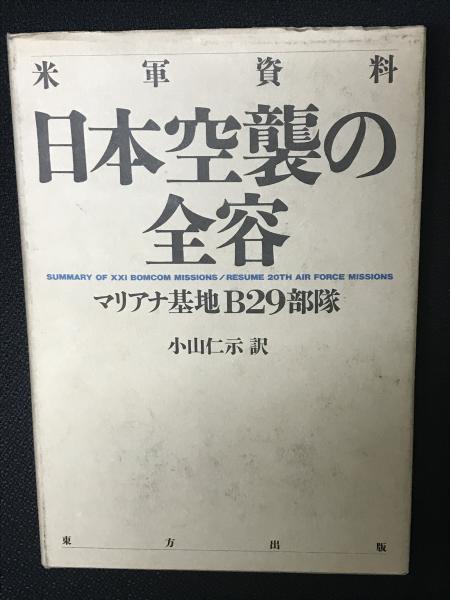 米軍資料
日本空襲の
全容
SUMMARY OF XXI BOMCOM MISSIONS/RESUME 20TH AIR FORCE MISSIONS
マリアナ基地B29部隊
小山仁示 訳
東方出版